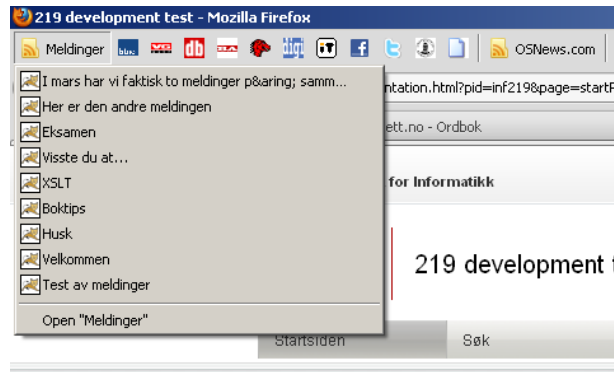 219 development test - Mozilla Firefox
Meldinger
db
OSNews.com
I mars har vi faktisk to meldinger p&aring; samm...
ntation.html?pid=inf219&page=startP
Her er den andre meldingen
Eksamen
ett.no - Ordbok
Visste du at...
XSLT
for Informatikk
Boktips
Husk
Velkommen
219 development
Test av meldinger
Open "Meldinger"
Startsiden
Søk